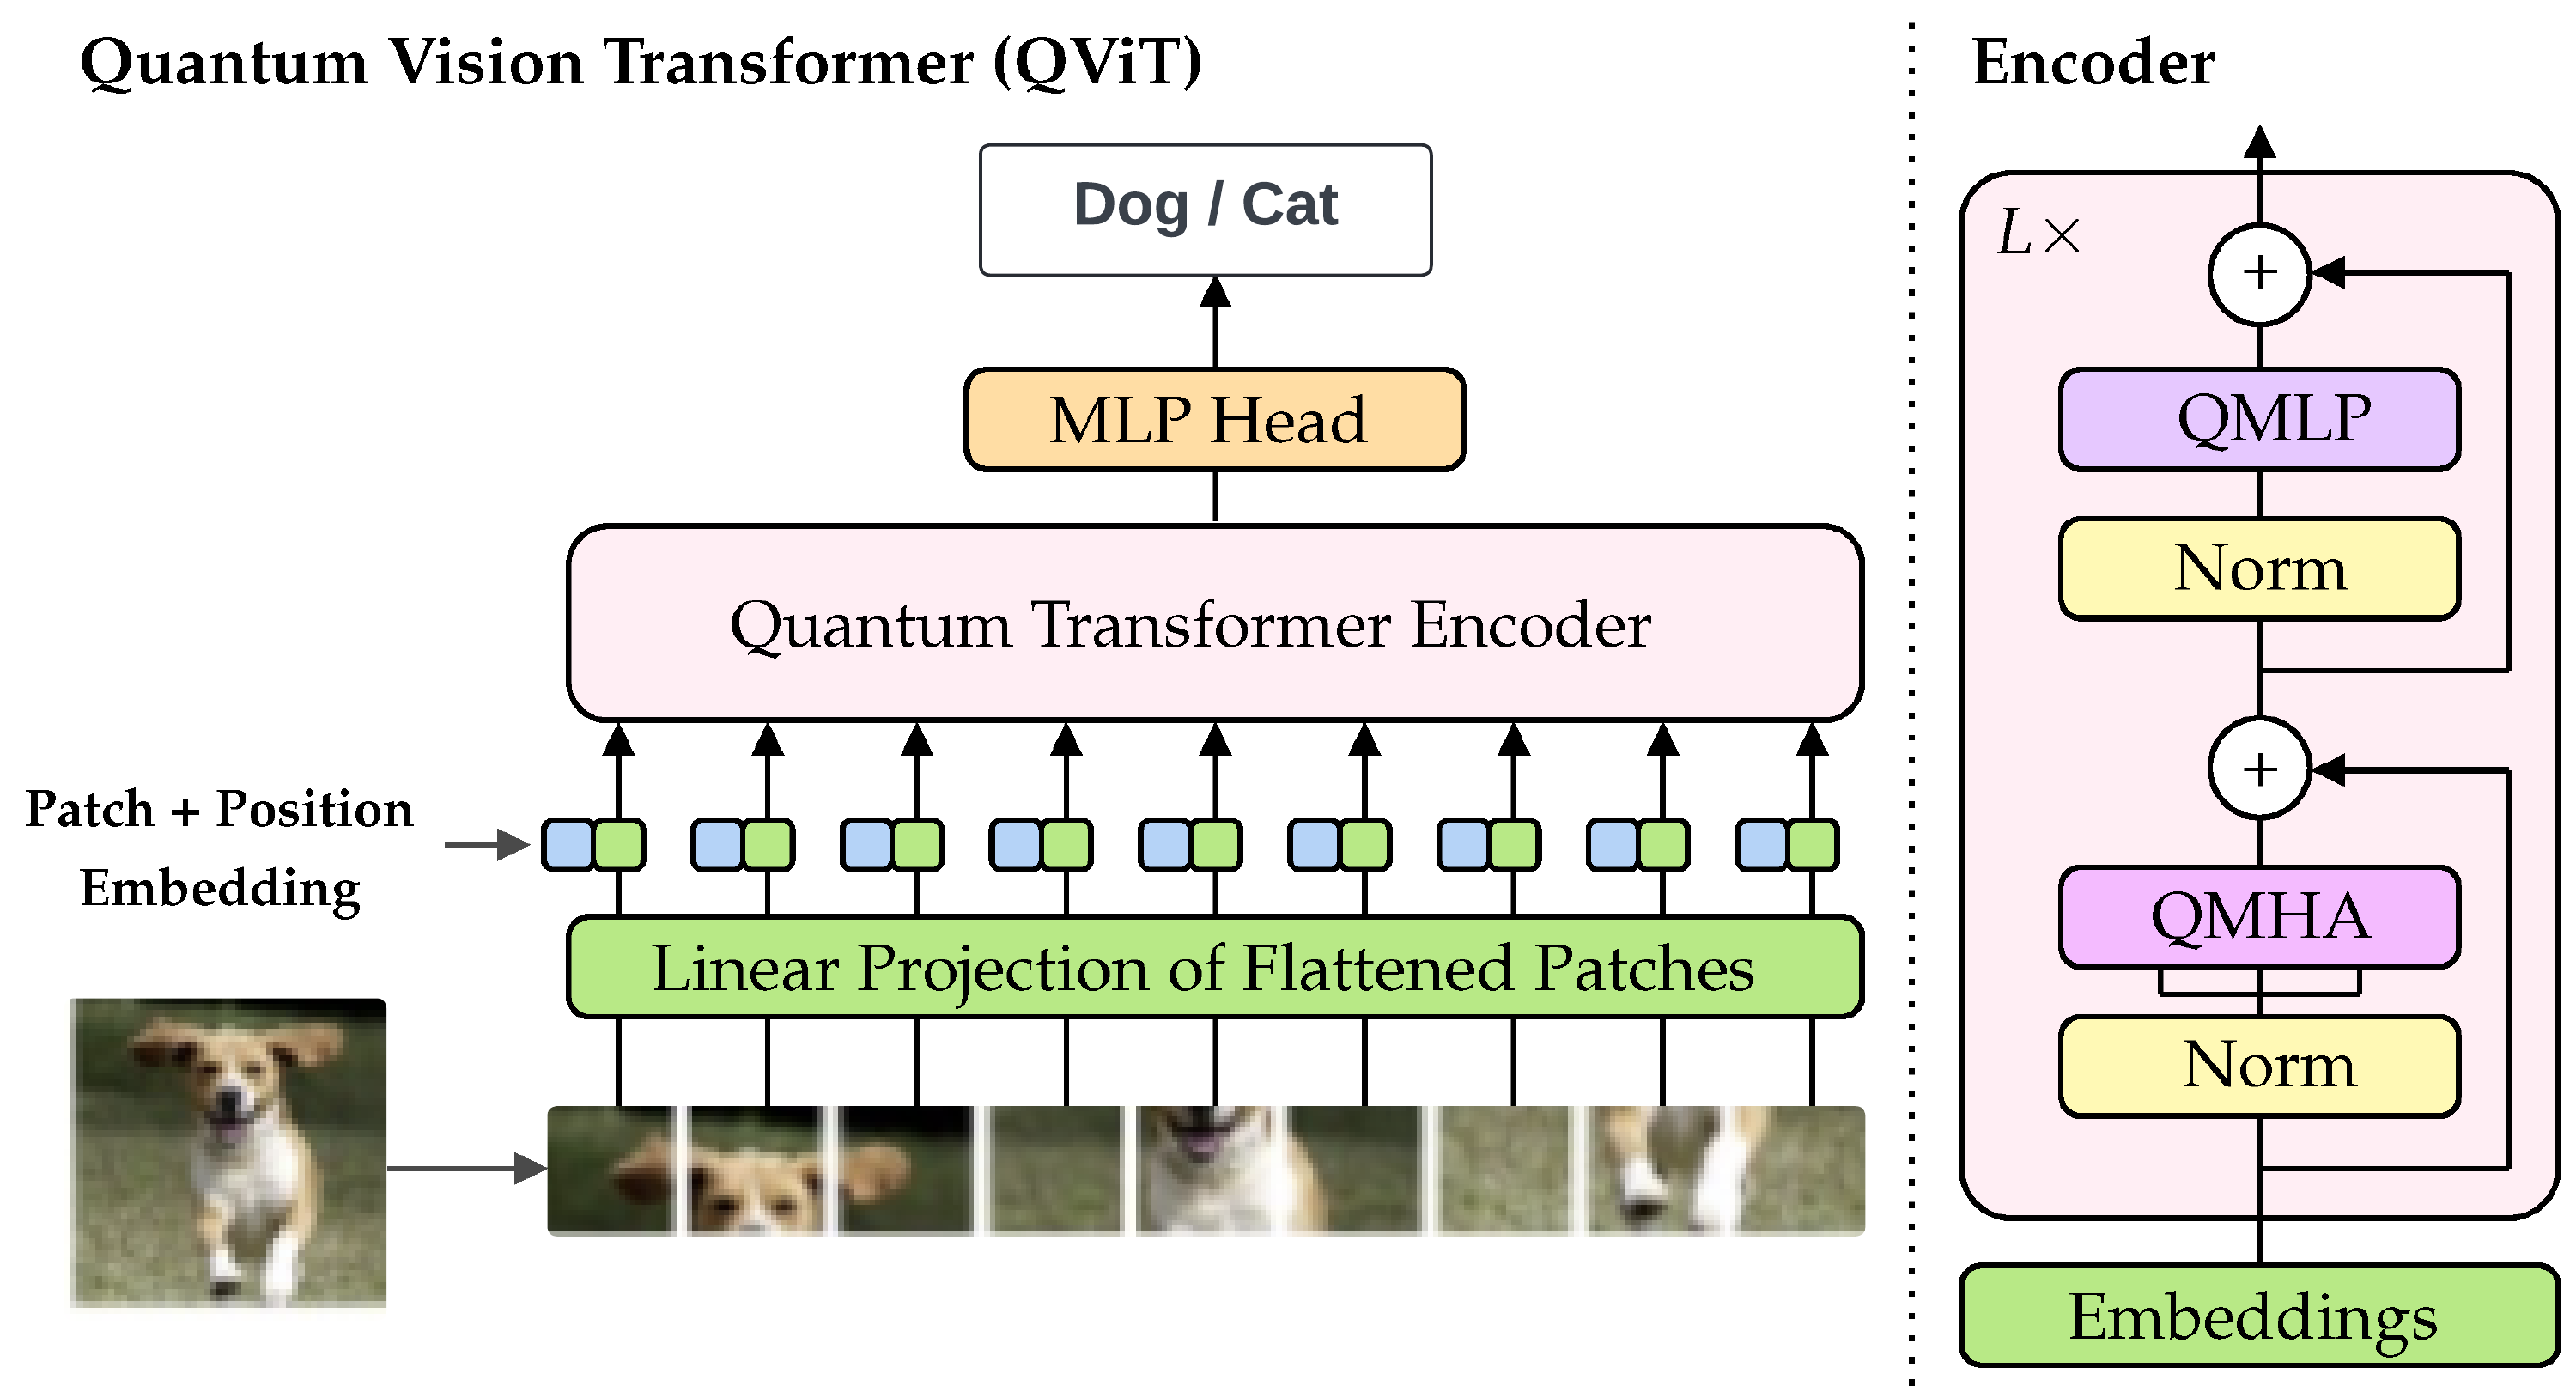 Quantum Vision Transformer (QViT)
Dog / Cat
MLP Head
Quantum Transformer Encoder
Patch + Position
Embedding
Linear Projection of Flattened Patches
Encoder
L×
+
QMLP
Norm
+
QMHA
Norm
Embeddings